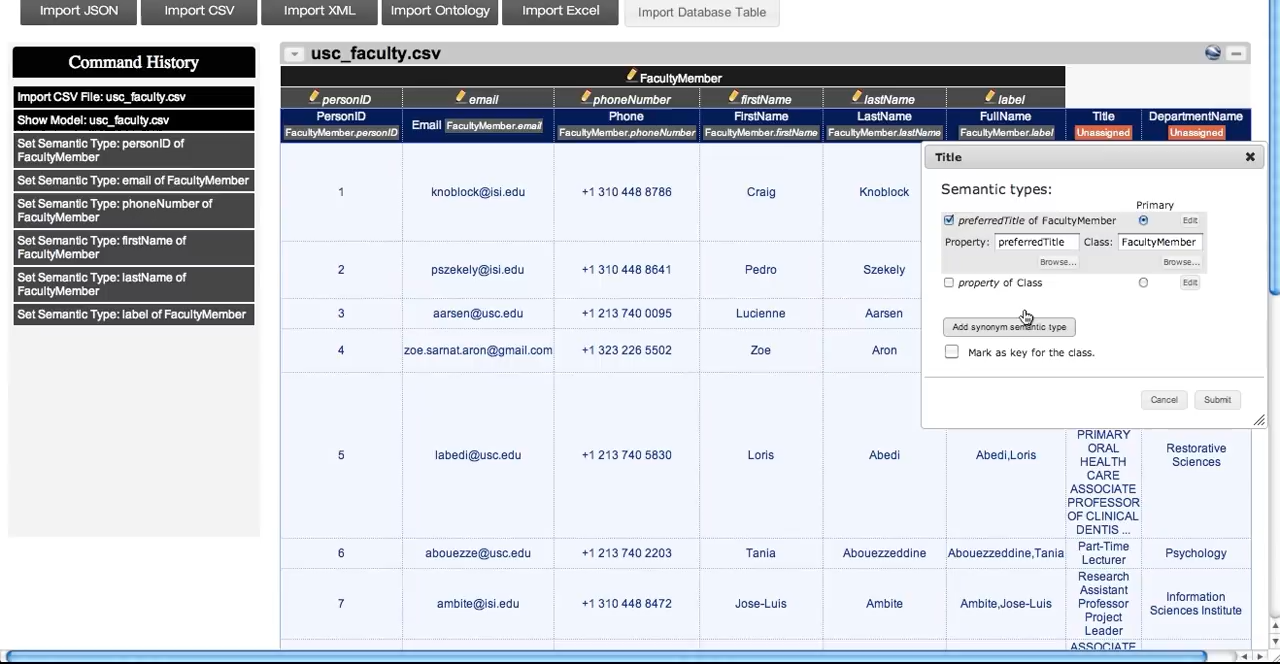 Import JSON
Import CSV
Import XML
Import Ontology
Import Excel
Import Database Table
Command History
Import CSV File: usc_faculty.csv
Show Model: usc_faculty.csv
Set Semantic Type: personID of
FacultyMember
Set Semantic Type: email of FacultyMember
Set Semantic Type: phoneNumber of
FacultyMember
Set Semantic Type: firstName of
FacultyMember
Set Semantic Type: lastName of
FacultyMember
Set Semantic Type: label of FacultyMember
usc_faculty.csv
FacultyMember
personID
email
phoneNumber
firstName
lastName
label
PersonID
FacultyMember.personID
Email FacultyMember.email
Phone
FacultyMember.phoneNumber
FirstName
FacultyMember.firstName
LastName
FacultyMember.lastName
FullName
FacultyMember.label
Title
Unassigned
DepartmentName
Unassigned
1
knoblock@isi.edu
+1 310 448 8786
Craig
Knoblock
2
pszekely@isi.edu
+1 310 448 8641
Pedro
Szekely
3
aarsen@usc.edu
+1 213 740 0095
Lucienne
Aarsen
4
zoe.sarnat.aron@gmail.com
+1 323 226 5502
Zoe
Aron
5
labedi@usc.edu
+1 213 740 5830
Loris
Abedi
Abedi,Loris
PRIMARY
ORAL
HEALTH
CARE
ASSOCIATE
PROFESSOR
OF CLINICAL
DENTIS ...
Restorative
Sciences
6
abouezze@usc.edu
+1 213 740 2203
Tania
Abouezzeddine
Abouezzeddine,Tania
Part-Time
Lecturer
Psychology
7
ambite@isi.edu
+1 310 448 8472
Jose-Luis
Ambite
Ambite,Jose-Luis
Research
Assistant
Professor
Project
Leader
Information
Sciences Institute
ASSOCIATE
Title
Semantic types:
Primary
preferredTitle of FacultyMember
Edit
Property: preferredTitle Class: FacultyMember
Browse...
Browse...
property of Class
Edit
Add synonym semantic type
Mark as key for the class.
Cancel
Submit